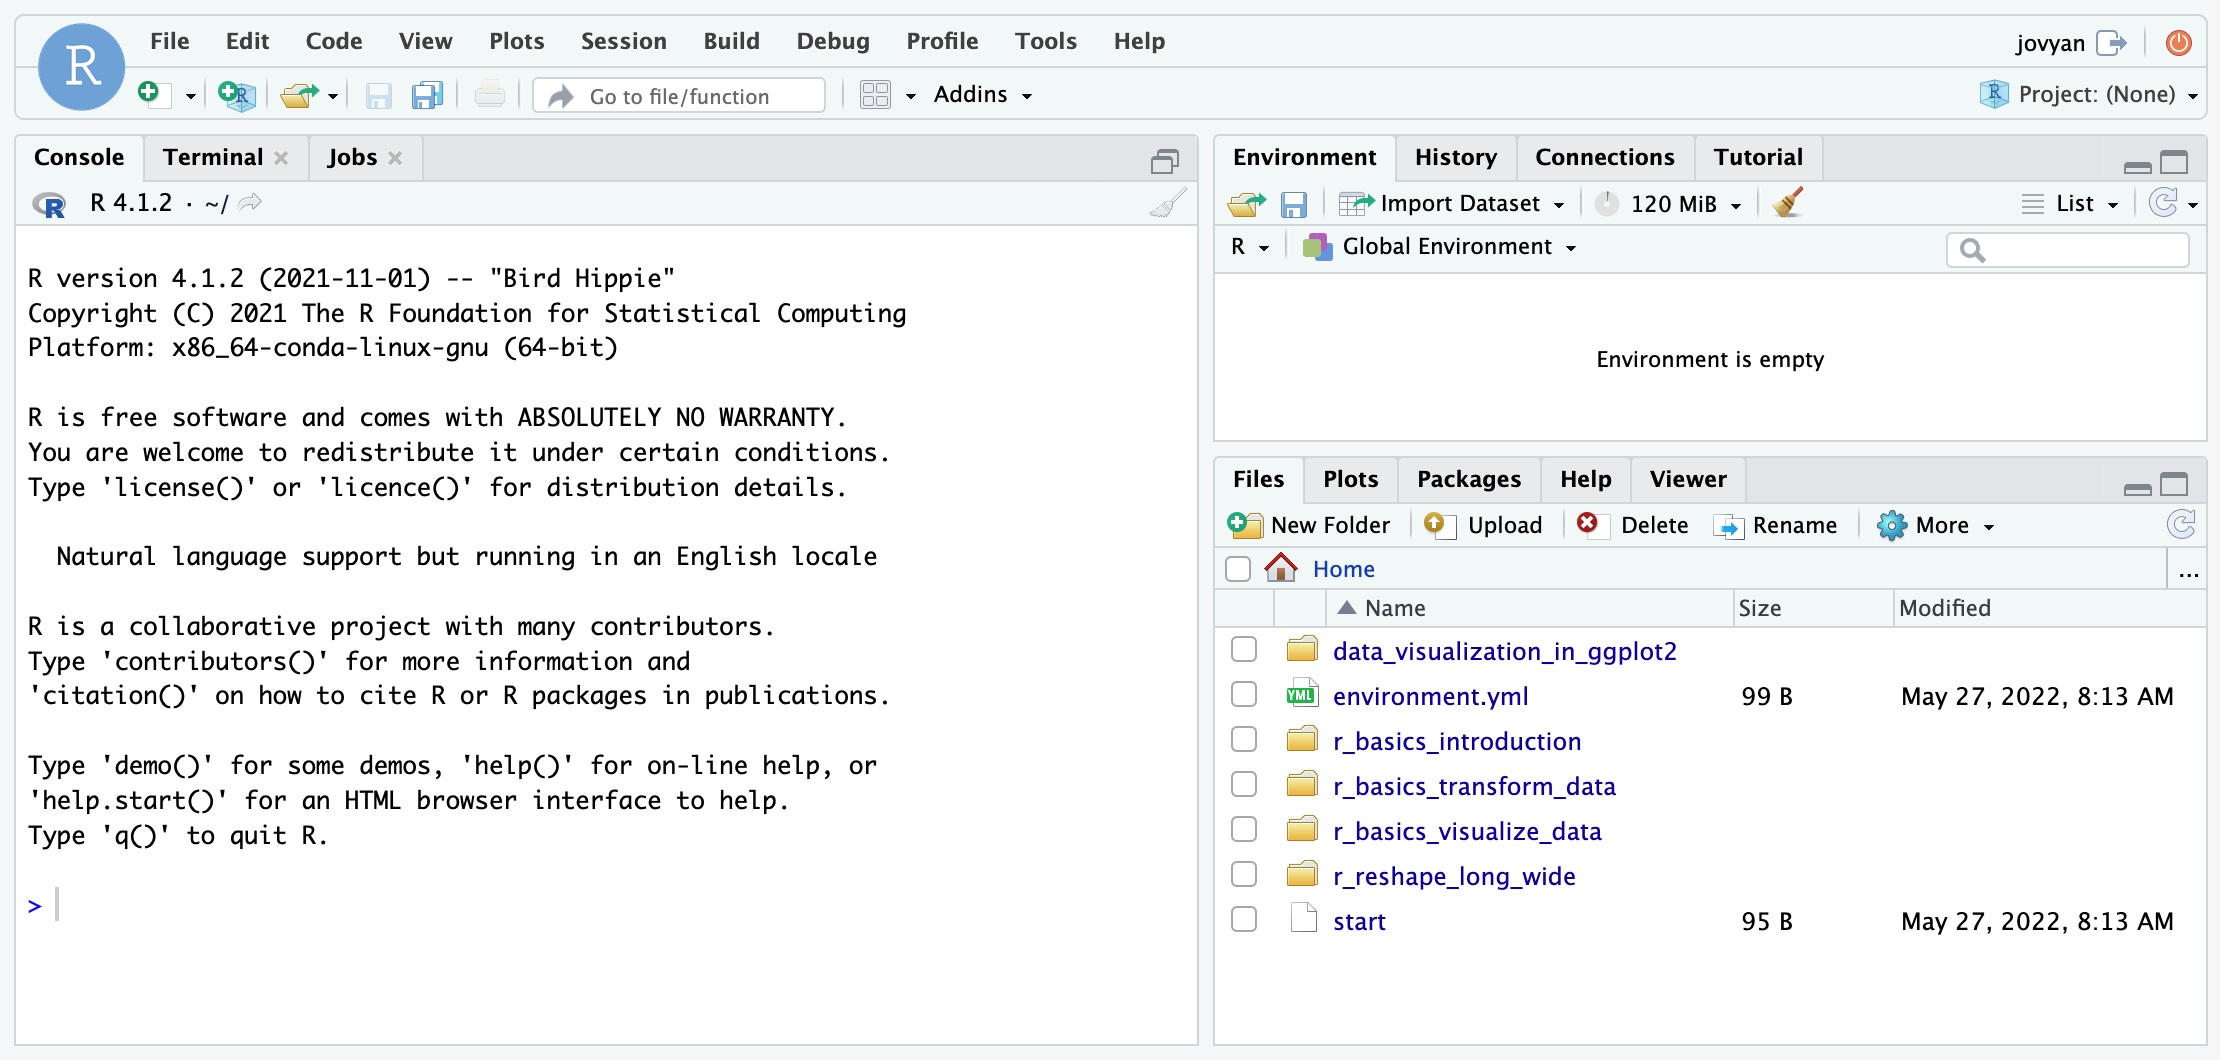 R
File Edit Code View Plots Session Build Debug Profile Tools Help
jovyan
R Go to file/function Addins
R Project: (None)
Console Terminal Jobs
R R 4.1.2 · ~/
R version 4.1.2 (2021-11-01) -- "Bird Hippie"
Copyright (C) 2021 The R Foundation for Statistical Computing
Platform: x86_64-conda-linux-gnu (64-bit)
R is free software and comes with ABSOLUTELY NO WARRANTY.
You are welcome to redistribute it under certain conditions.
Type 'license()' or 'licence()' for distribution details.
Natural language support but running in an English locale
R is a collaborative project with many contributors.
Type 'contributors()' for more information and
'citation()' on how to cite R or R packages in publications.
Type 'demo()' for some demos, 'help()' for on-line help, or
'help.start()' for an HTML browser interface to help.
Type 'q()' to quit R.
>
Environment History Connections Tutorial
Import Dataset 120 MiB List
R Global Environment
Environment is empty
Files Plots Packages Help Viewer
New Folder Upload Delete Rename More
Home ...
Name Size Modified
data_visualization_in_ggplot2
YML environment.yml 99 B May 27, 2022, 8:13 AM
r_basics_introduction
r_basics_transform_data
r_basics_visualize_data
r_reshape_long_wide
start 95 B May 27, 2022, 8:13 AM